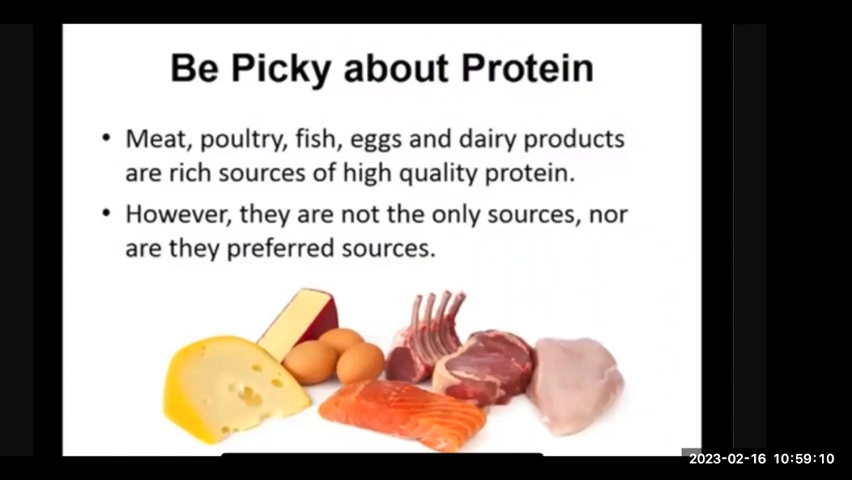 Be Picky about Protein
• Meat, poultry, fish, eggs and dairy products
are rich sources of high quality protein.
• However, they are not the only sources, nor
are they preferred sources.
2023-02-16 10:59:10